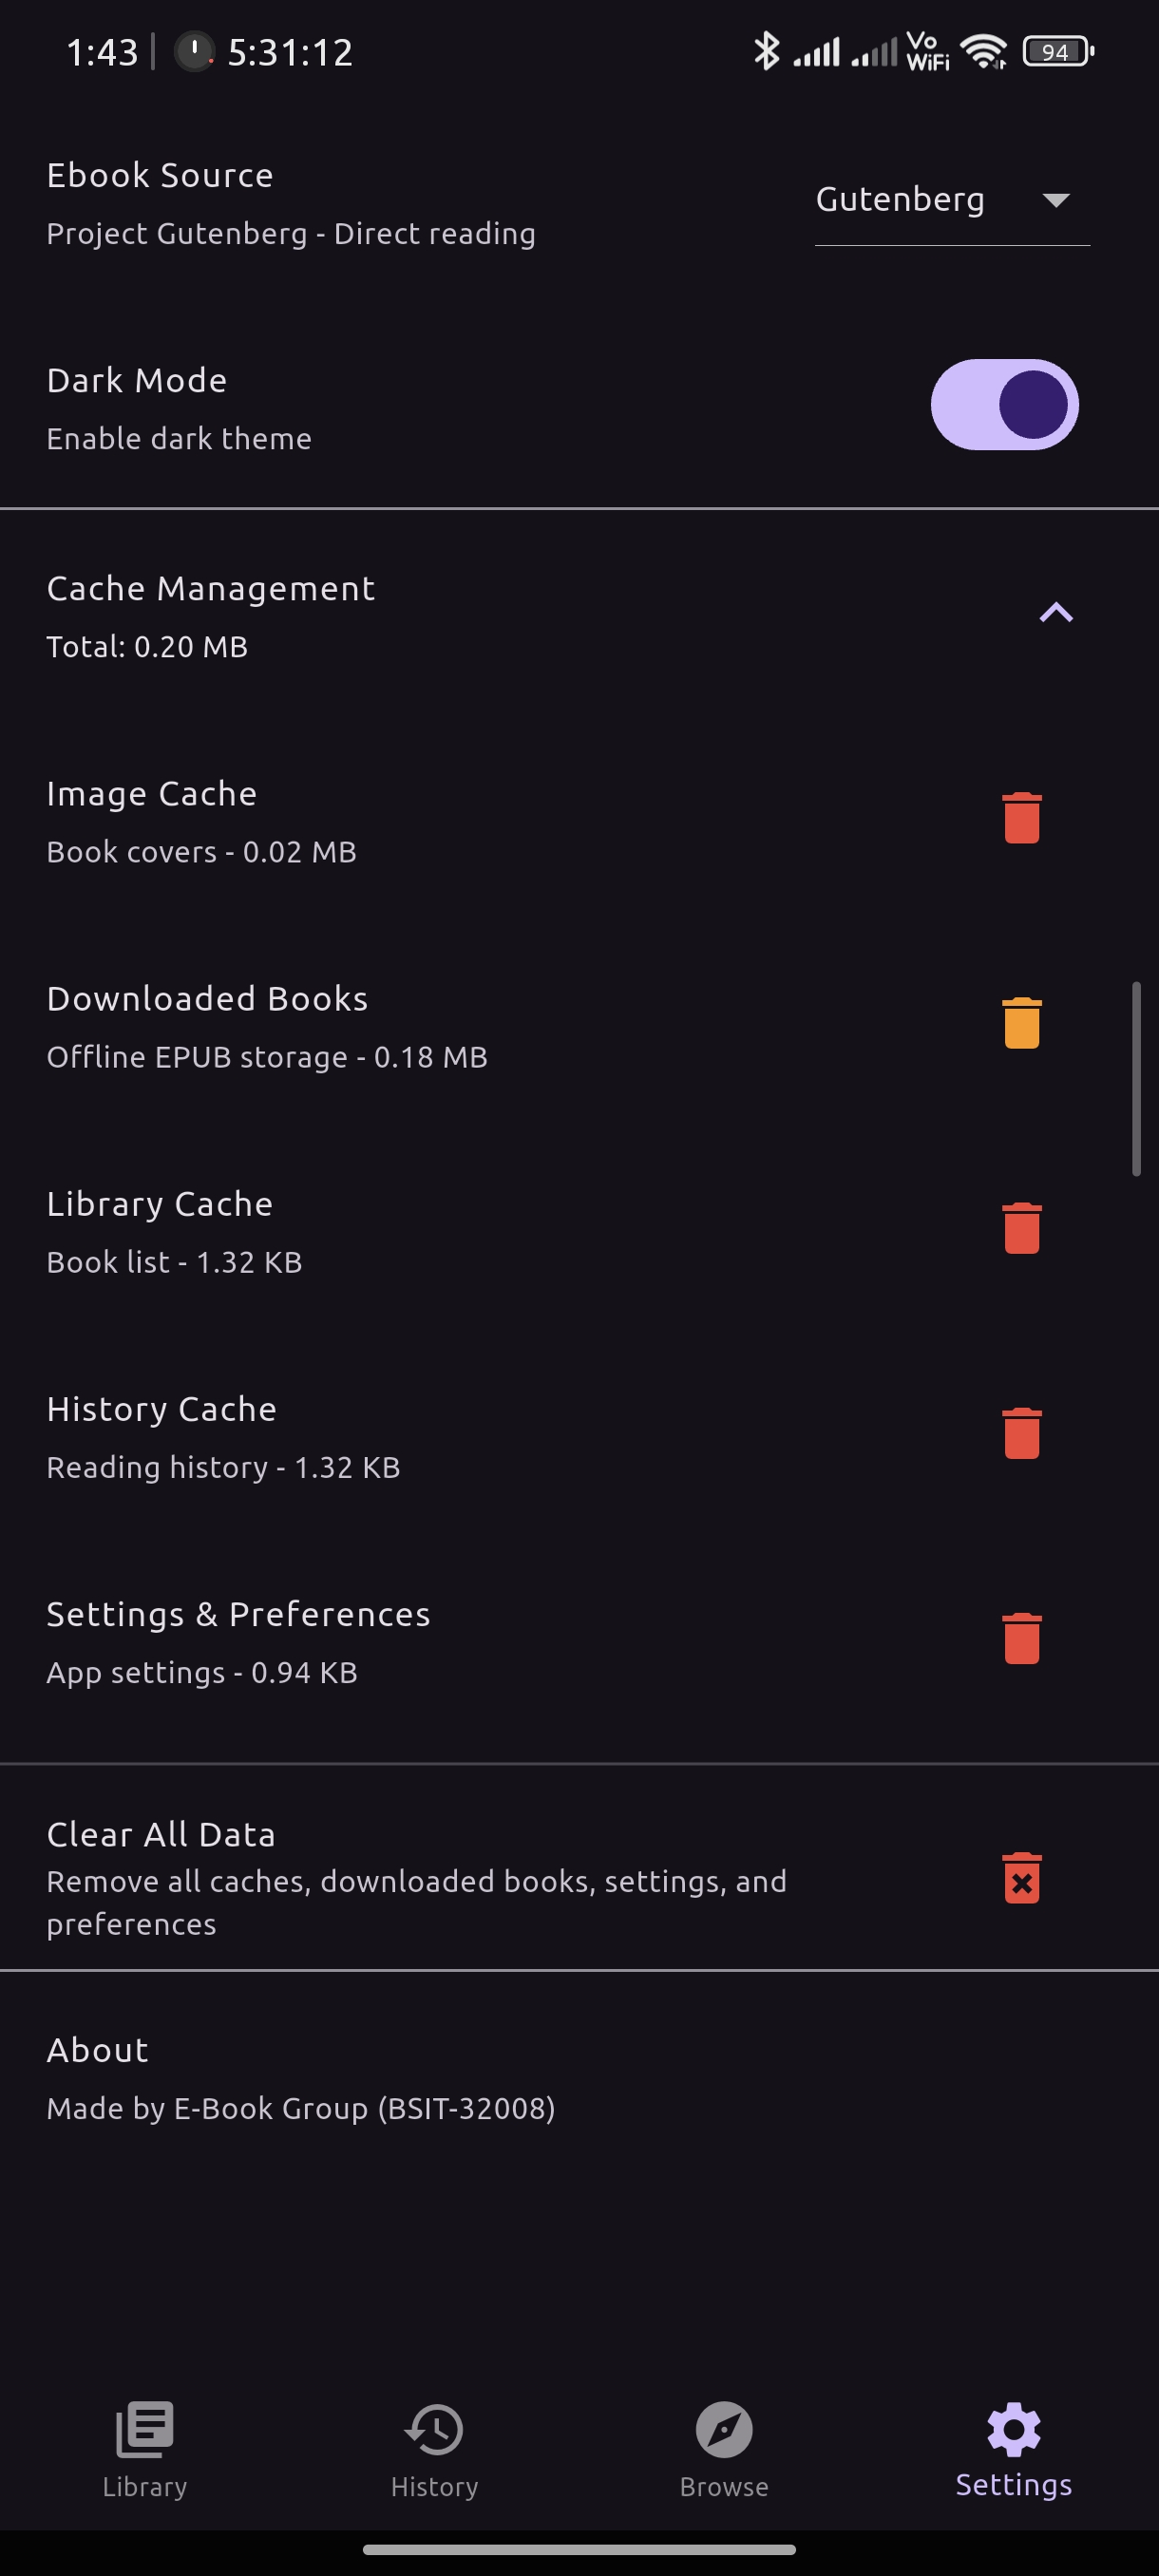 1:43 5:31:12 Vo WiFi 94
Ebook Source
Project Gutenberg - Direct reading
Gutenberg
Dark Mode
Enable dark theme
Cache Management
Total: 0.20 MB
Image Cache
Book covers - 0.02 MB
Downloaded Books
Offline EPUB storage - 0.18 MB
Library Cache
Book list - 1.32 KB
History Cache
Reading history - 1.32 KB
Settings & Preferences
App settings - 0.94 KB
Clear All Data
Remove all caches, downloaded books, settings, and
preferences
About
Made by E-Book Group (BSIT-32008)
Library History Browse Settings